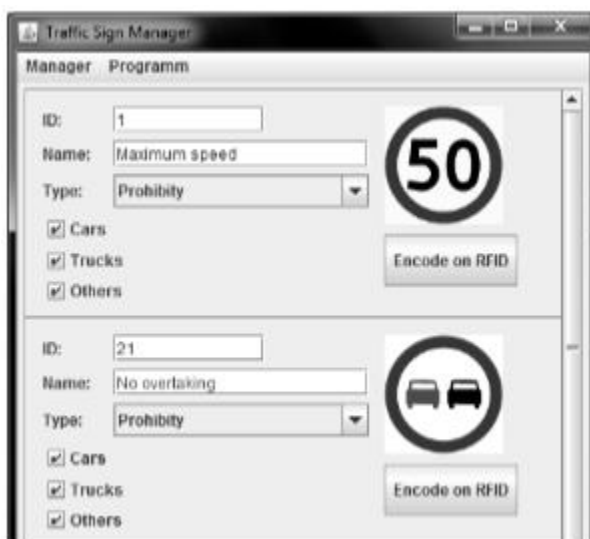 Traffic Sign Manager
Manager Programm
ID: 1
Name: Maximum speed
Type: Prohibity
Cars
Trucks
Others
50
Encode on RFID
ID: 21
Name: No overtaking
Type: Prohibity
Cars
Trucks
Others
Encode on RFID